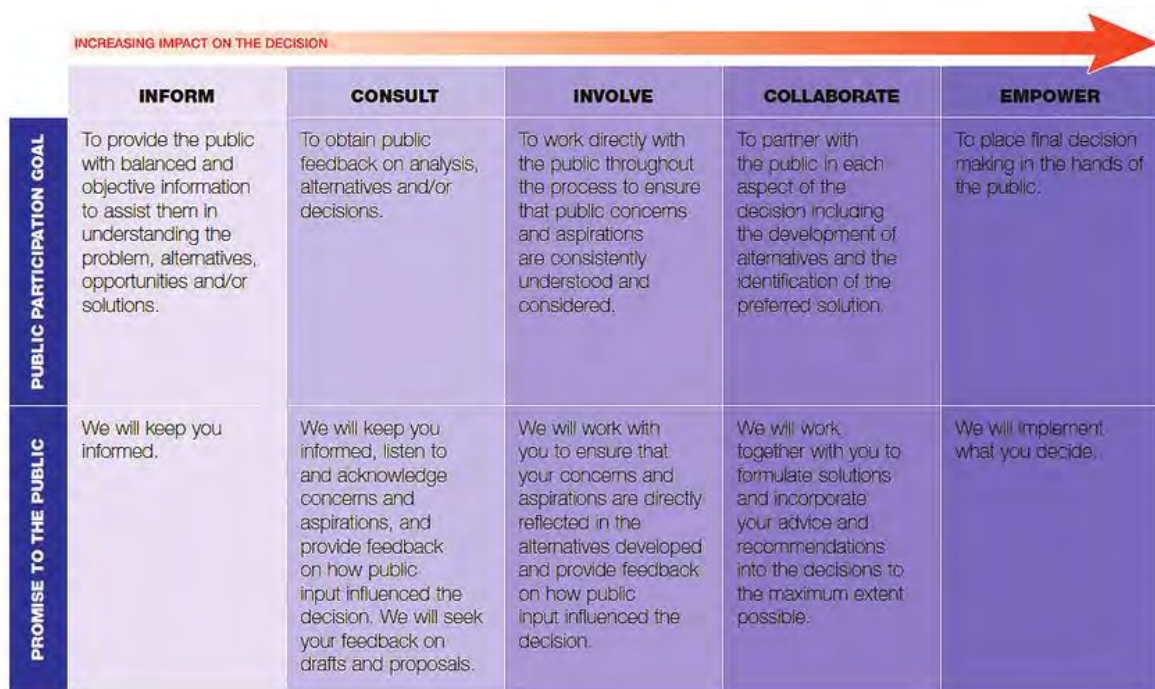 INCREASING IMPACT ON THE DECISION
INFORM
CONSULT
INVOLVE
COLLABORATE
EMPOWER
PUBLIC PARTICIPATION GOAL
To provide the public
with balanced and
objective information
to assist them in
understanding the
problem, alternatives,
opportunities and/or
solutions.
To obtain public
feedback on analysis,
alternatives and/or
decisions.
To work directly with
the public throughout
the process to ensure
that public concerns
and aspirations
are consistently
understood and
considered.
To partner with
the public in each
aspect of the
decision including
the development of
alternatives and the
identification of the
preferred solution.
To place final decision
making in the hands of
the public.
PROMISE TO THE PUBLIC
We will keep you
informed.
We will keep you
informed, listen to
and acknowledge
concerns and
aspirations, and
provide feedback
on how public
input influenced the
decision. We will seek
your feedback on
drafts and proposals.
We will work with
you to ensure that
your concerns and
aspirations are directly
reflected in the
alternatives developed
and provide feedback
on how public
input influenced the
decision.
We will work
together with you to
formulate solutions
and incorporate
your advice and
recommendations
into the decisions to
the maximum extent
possible.
We will implement
what you decide.